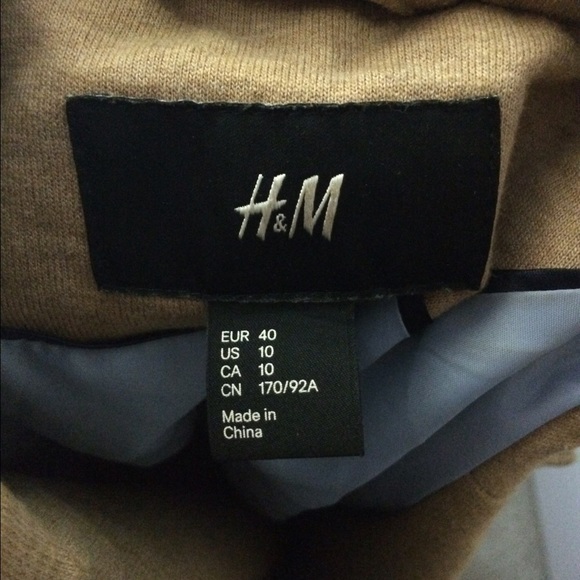 H&M
EUR 40
US 10
CA 10
CN 170/92A
Made in
China